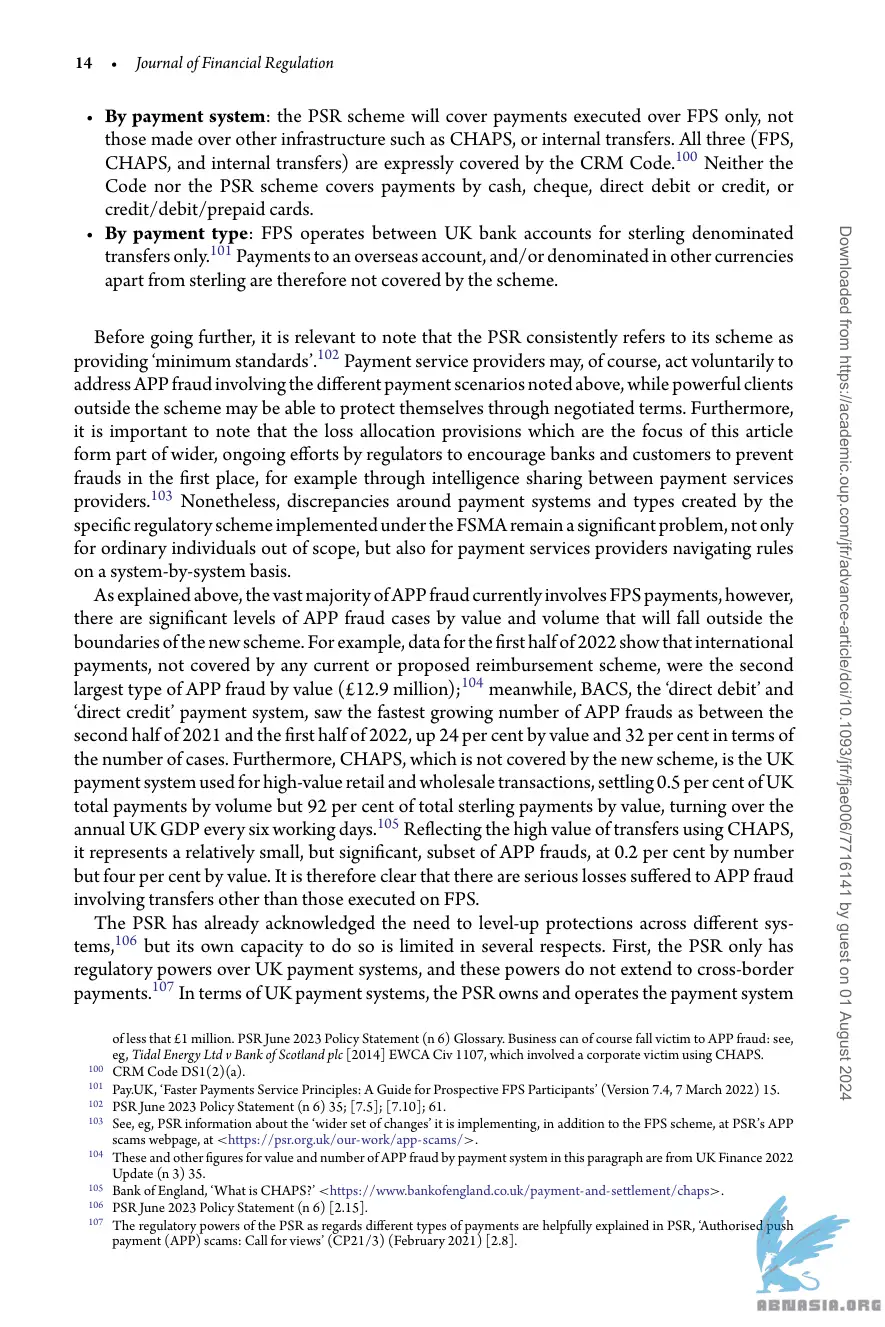 14 • Journal of Financial Regulation
• By payment system: the PSR scheme will cover payments executed over FPS only, not
those made over other infrastructure such as CHAPS, or internal transfers. All three (FPS,
CHAPS, and internal transfers) are expressly covered by the CRM Code.100 Neither the
Code nor the PSR scheme covers payments by cash, cheque, direct debit or credit, or
credit/debit/prepaid cards.
• By payment type: FPS operates between UK bank accounts for sterling denominated
transfers only.101 Payments to an overseas account, and/or denominated in other currencies
apart from sterling are therefore not covered by the scheme.
Before going further, it is relevant to note that the PSR consistently refers to its scheme as
providing ‘minimum standards’.102 Payment service providers may, of course, act voluntarily to
address APP fraud involving the different payment scenarios noted above, while powerful clients
outside the scheme may be able to protect themselves through negotiated terms. Furthermore,
it is important to note that the loss allocation provisions which are the focus of this article
form part of wider, ongoing efforts by regulators to encourage banks and customers to prevent
frauds in the first place, for example through intelligence sharing between payment services
providers.103 Nonetheless, discrepancies around payment systems and types created by the
specific regulatory scheme implemented under the FSMA remain a significant problem, not only
for ordinary individuals out of scope, but also for payment services providers navigating rules
on a system-by-system basis.
As explained above, the vast majority of APP fraud currently involves FPS payments, however,
there are significant levels of APP fraud cases by value and volume that will fall outside the
boundaries of the new scheme. For example, data for the first half of 2022 show that international
payments, not covered by any current or proposed reimbursement scheme, were the second
largest type of APP fraud by value (£12.9 million);104 meanwhile, BACS, the ‘direct debit’ and
‘direct credit’ payment system, saw the fastest growing number of APP frauds as between the
second half of 2021 and the first half of 2022, up 24 per cent by value and 32 per cent in terms of
the number of cases. Furthermore, CHAPS, which is not covered by the new scheme, is the UK
payment system used for high-value retail and wholesale transactions, settling 0.5 per cent of UK
total payments by volume but 92 per cent of total sterling payments by value, turning over the
annual UK GDP every six working days.105 Reflecting the high value of transfers using CHAPS,
it represents a relatively small, but significant, subset of APP frauds, at 0.2 per cent by number
but four per cent by value. It is therefore clear that there are serious losses suffered to APP fraud
involving transfers other than those executed on FPS.
The PSR has already acknowledged the need to level-up protections across different sys-
tems,106 but its own capacity to do so is limited in several respects. First, the PSR only has
regulatory powers over UK payment systems, and these powers do not extend to cross-border
payments.107 In terms of UK payment systems, the PSR owns and operates the payment system
of less that £1 million. PSR June 2023 Policy Statement (n 6) Glossary. Business can of course fall victim to APP fraud: see,
eg, Tidal Energy Ltd v Bank of Scotland plc [2014] EWCA Civ 1107, which involved a corporate victim using CHAPS.
100 CRM Code DS1(2)(a).
101 Pay.UK, ‘Faster Payments Service Principles: A Guide for Prospective FPS Participants’ (Version 7.4, 7 March 2022) 15.
102 PSR June 2023 Policy Statement (n 6) 35; [7.5]; [7.10]; 61.
103 See, eg, PSR information about the ‘wider set of changes’ it is implementing, in addition to the FPS scheme, at PSR’s APP
scams webpage, at <https://psr.org.uk/our-work/app-scams/>.
104 These and other figures for value and number of APP fraud by payment system in this paragraph are from UK Finance 2022
Update (n 3) 35.
105 Bank of England, ‘What is CHAPS?’ <https://www.bankofengland.co.uk/payment-and-settlement/chaps>.
106 PSR June 2023 Policy Statement (n 6) [2.15].
107 The regulatory powers of the PSR as regards different types of payments are helpfully explained in PSR, ‘Authorised push
payment (APP) scams: Call for views’ (CP21/3) (February 2021) [2.8].
Downloaded from https://academic.oup.com/jfr/advance-article/doi/10.1093/jfr/fjae006/7716141 by guest on 01 August 2024
ABNASIA.ORG